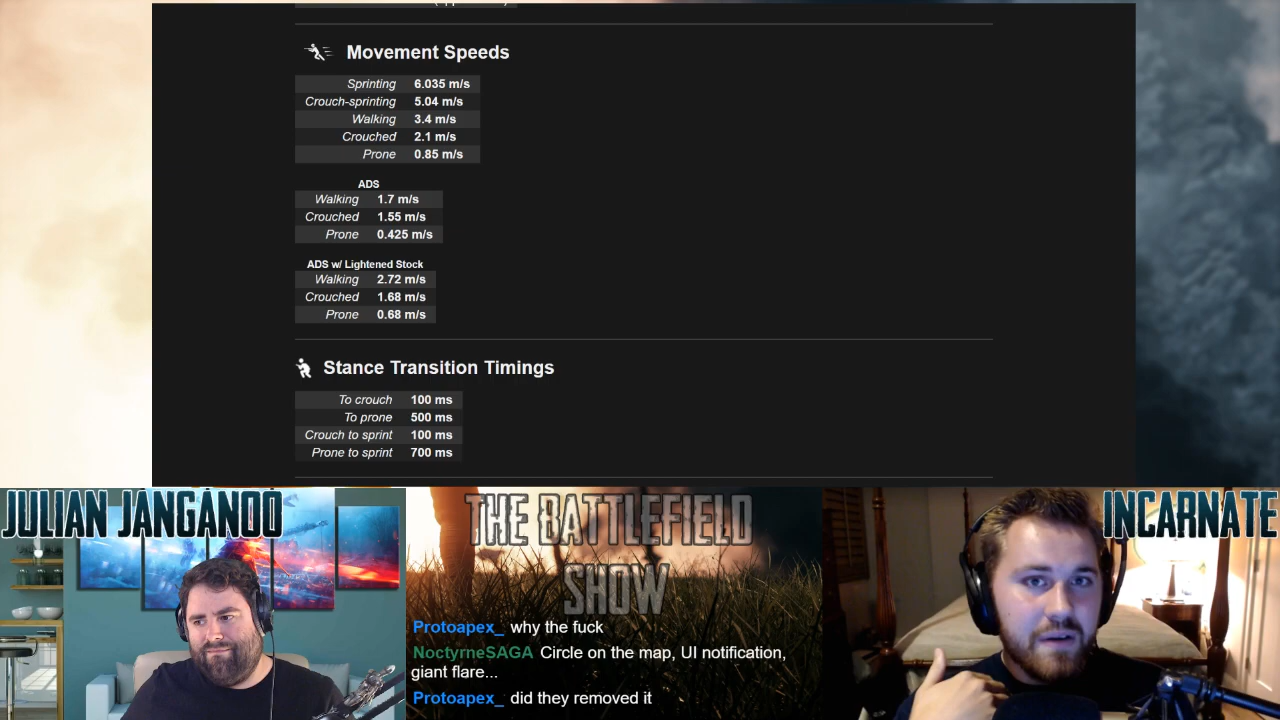 Movement Speeds
Sprinting 6.035 m/s
Crouch-sprinting 5.04 m/s
Walking 3.4 m/s
Crouched 2.1 m/s
Prone 0.85 m/s
ADS
Walking 1.7 m/s
Crouched 1.55 m/s
Prone 0.425 m/s
ADS w/ Lightened Stock
Walking 2.72 m/s
Crouched 1.68 m/s
Prone 0.68 m/s
Stance Transition Timings
To crouch 100 ms
To prone 500 ms
Crouch to sprint 100 ms
Prone to sprint 700 ms
JULIAN JANGANOO
THE BATTLEFIELD
SHOW
INCARNATE
Protoapex_ why the fuck
NoctyrneSAGA Circle on the map, UI notification,
giant flare...
Protoapex_ did they removed it